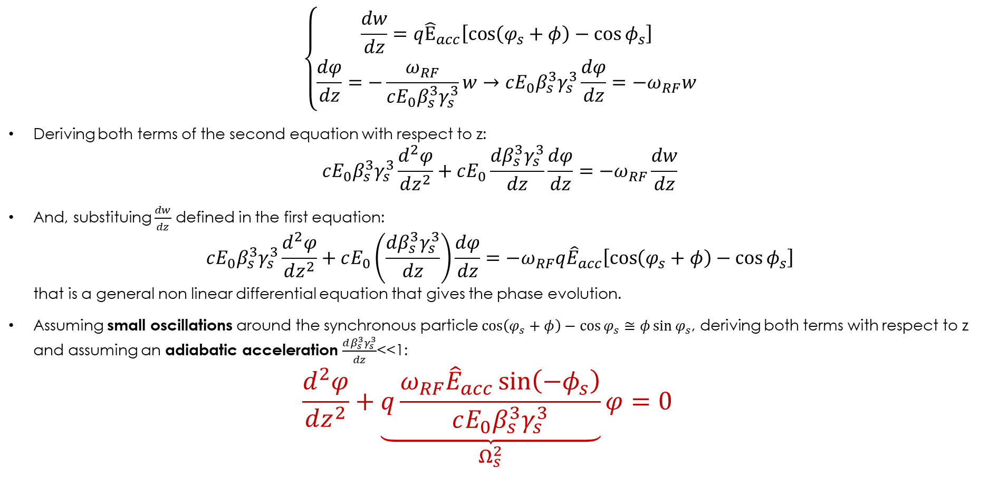 dw/dz = qÊ_acc[cos(φ_s + ϕ) − cos ϕ_s]
dφ/dz = − ω_RF/(cE_0β_s^3γ_s^3) w → cE_0β_s^3γ_s^3 dφ/dz = −ω_RF w
• Deriving both terms of the second equation with respect to z:
cE_0β_s^3γ_s^3 d^2φ/dz^2 + cE_0 dβ_s^3γ_s^3/dz dφ/dz = −ω_RF dw/dz
• And, substituing dw/dz defined in the first equation:
cE_0β_s^3γ_s^3 d^2φ/dz^2 + cE_0 (dβ_s^3γ_s^3/dz) dφ/dz = −ω_RF qÊ_acc[cos(φ_s + ϕ) − cos ϕ_s]
that is a general non linear differential equation that gives the phase evolution.
• Assuming small oscillations around the synchronous particle cos(φ_s + ϕ) − cos φ_s ≅ ϕ sin φ_s, deriving both terms with respect to z
and assuming an adiabatic acceleration dβ_s^3γ_s^3/dz <<1:
d^2φ/dz^2 + q ω_RF Ê_acc sin(−ϕ_s)/(cE_0β_s^3γ_s^3) φ = 0
Ω_s^2